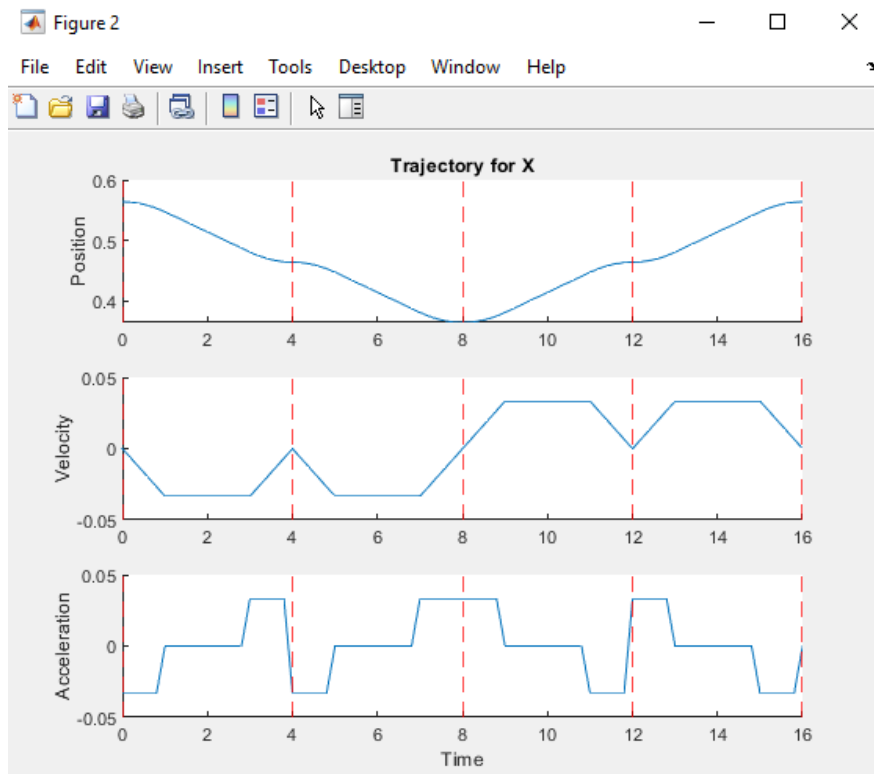 Figure 2
File Edit View Insert Tools Desktop Window Help
Trajectory for X
Position
0.6
0.5
0.4
0 2 4 6 8 10 12 14 16
Velocity
0.05
0
-0.05
0 2 4 6 8 10 12 14 16
Acceleration
0.05
0
-0.05
0 2 4 6 8 10 12 14 16
Time